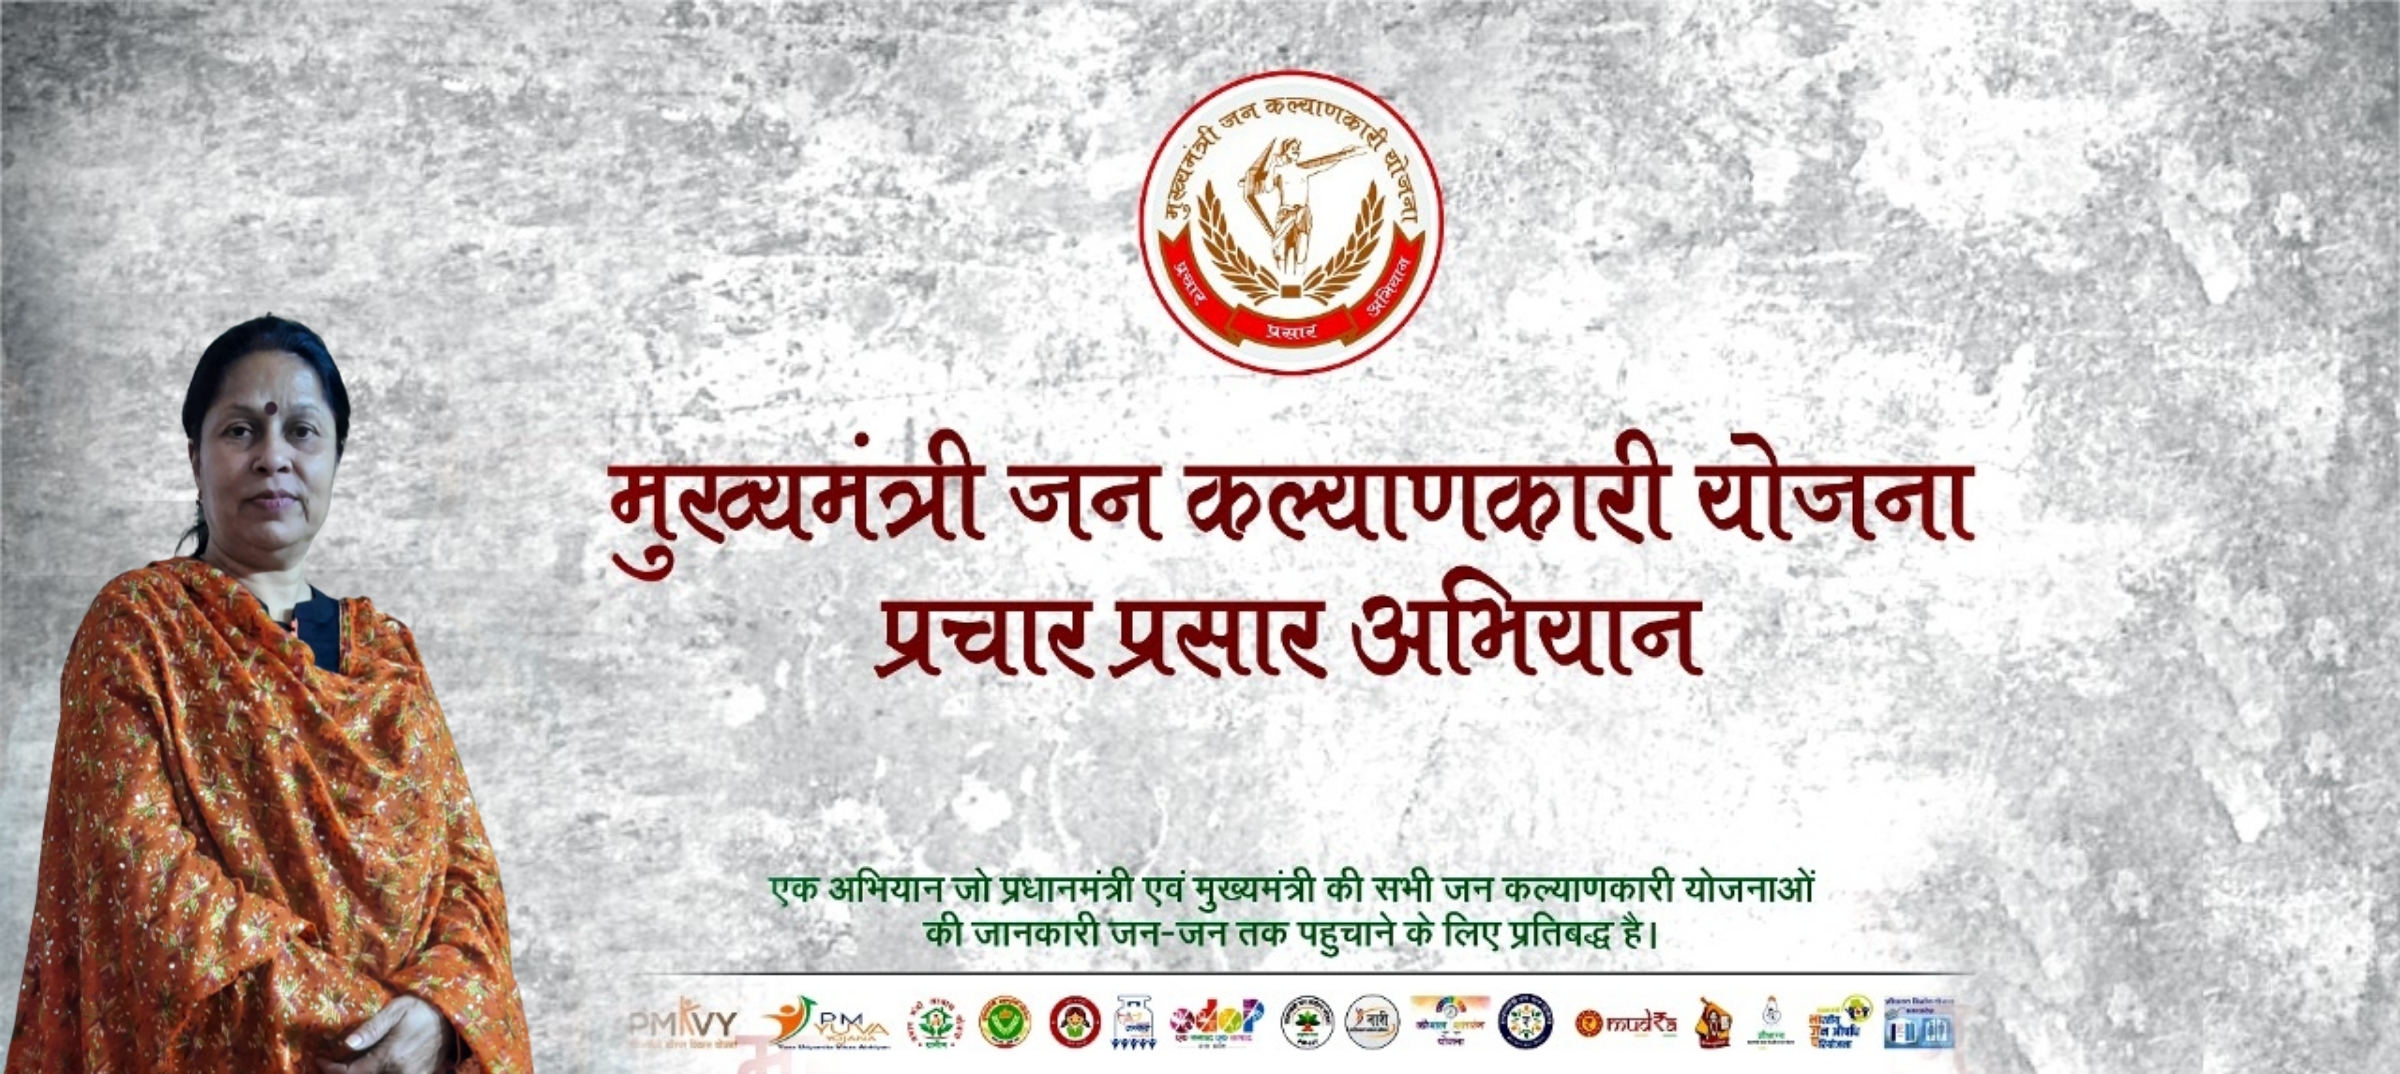 मुख्यमंत्री जन कल्याणकारी योजना
प्रचार प्रसार अभियान
मुख्यमंत्री जन कल्याणकारी योजना
प्रचार प्रसार अभियान
एक अभियान जो प्रधानमंत्री एवं मुख्यमंत्री की सभी जन कल्याणकारी योजनाओं
की जानकारी जन-जन तक पहुचाने के लिए प्रतिबद्ध है।
PMKVY
PM YUVA YOJANA
नारी
mudra